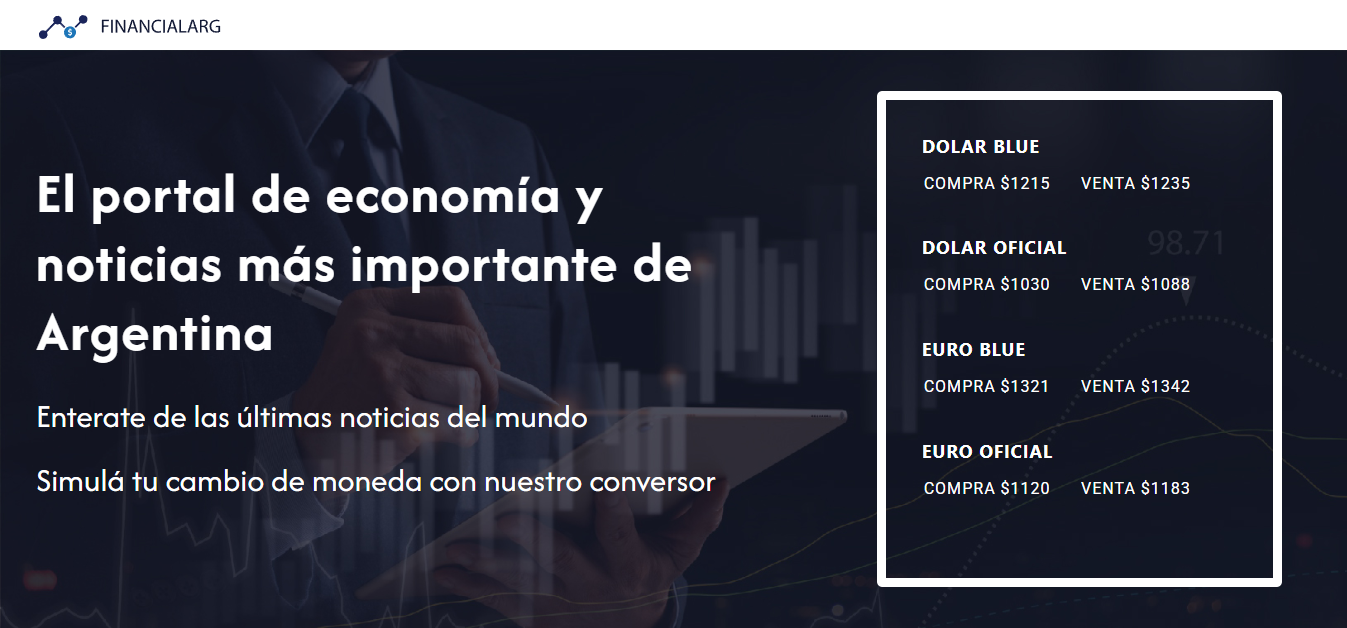 FINANCIALARG
El portal de economía y
noticias más importante de
Argentina
Enterate de las últimas noticias del mundo
Simulá tu cambio de moneda con nuestro conversor
DOLAR BLUE
COMPRA $1215 VENTA $1235
98.71
DOLAR OFICIAL
COMPRA $1030 VENTA $1088
EURO BLUE
COMPRA $1321 VENTA $1342
EURO OFICIAL
COMPRA $1120 VENTA $1183